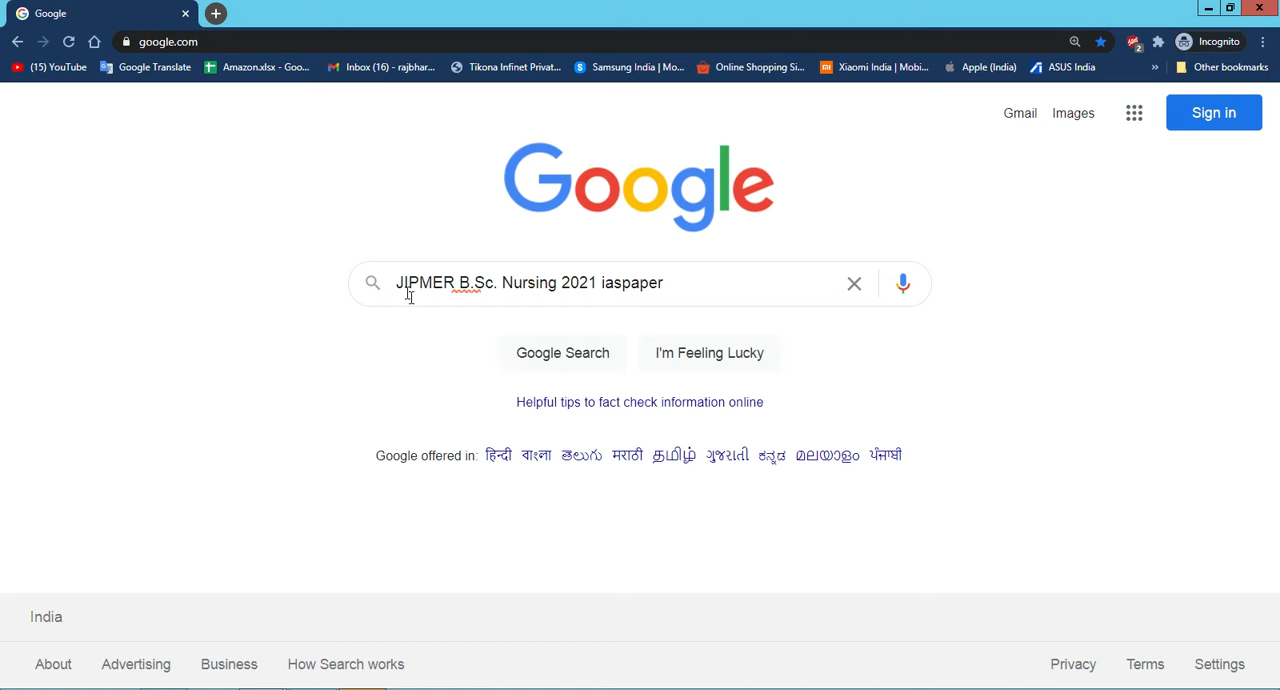 Google
google.com
Incognito
2
(15) YouTube Google Translate Amazon.xlsx - Goo... Inbox (16) - rajbhar... Tikona Infinet Privat... Samsung India | Mo... Online Shopping Si... Xiaomi India | Mobi... Apple (India) ASUS India » Other bookmarks
Gmail Images Sign in
Google
JIPMER B.Sc. Nursing 2021 iaspaper
Google Search I'm Feeling Lucky
Helpful tips to fact check information online
Google offered in: हिन्दी বাংলা తెలుగు मराठी தமிழ் ગુજરાતી ಕನ್ನಡ മലയാളം ਪੰਜਾਬੀ
India
About Advertising Business How Search works Privacy Terms Settings